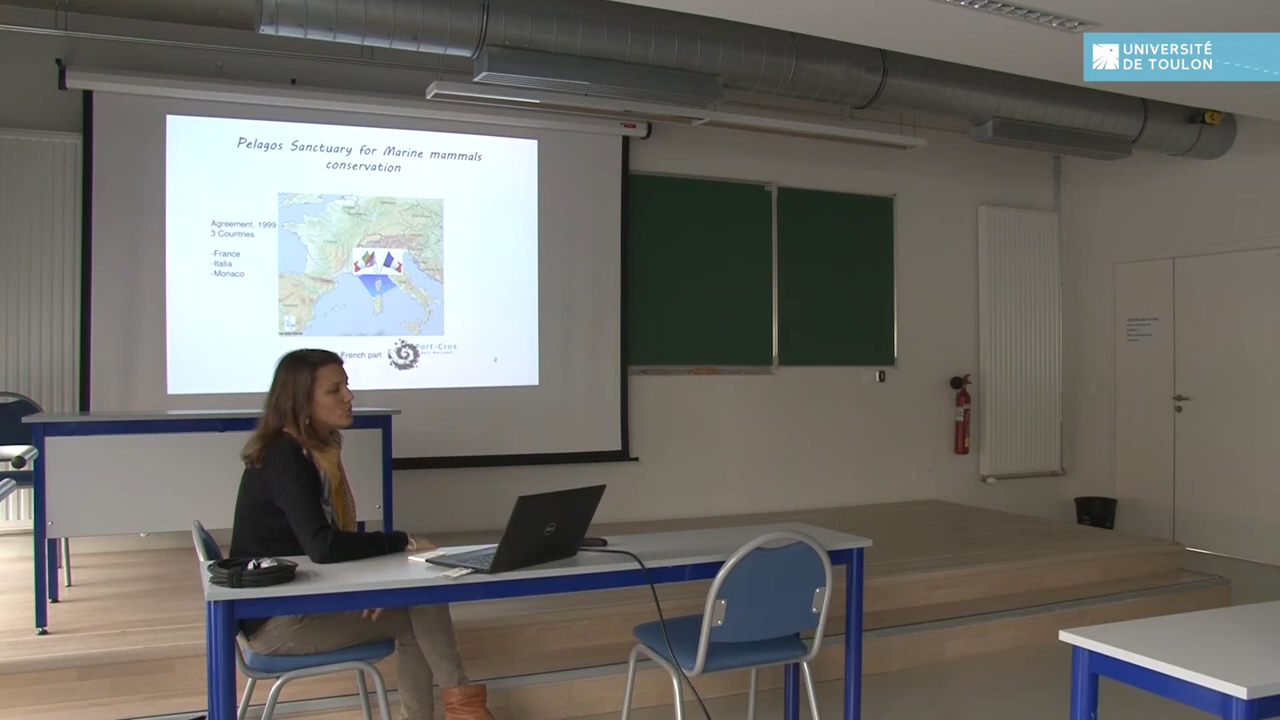 UNIVERSITÉ
DE TOULON
Pelagos Sanctuary for Marine mammals
conservation
Agreement, 1999
3 Countries
-France
-Italia
-Monaco
French part
Port-Cros
2
DELL